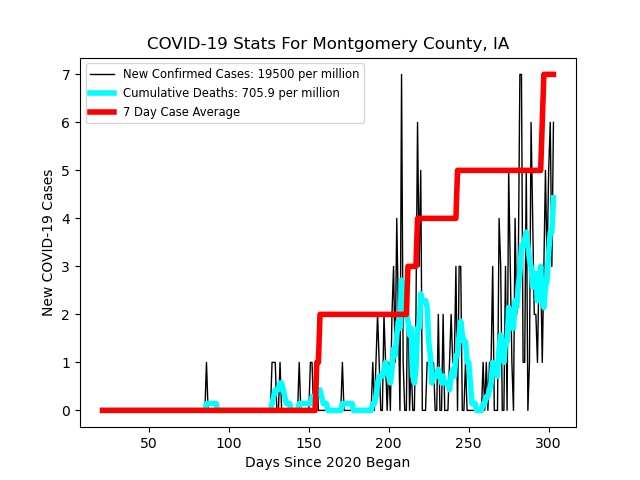 COVID-19 Stats For Montgomery County, IA
New Confirmed Cases: 19500 per million
Cumulative Deaths: 705.9 per million
7 Day Case Average
New COVID-19 Cases
7
6
5
4
3
2
1
0
50 100 150 200 250 300
Days Since 2020 Began